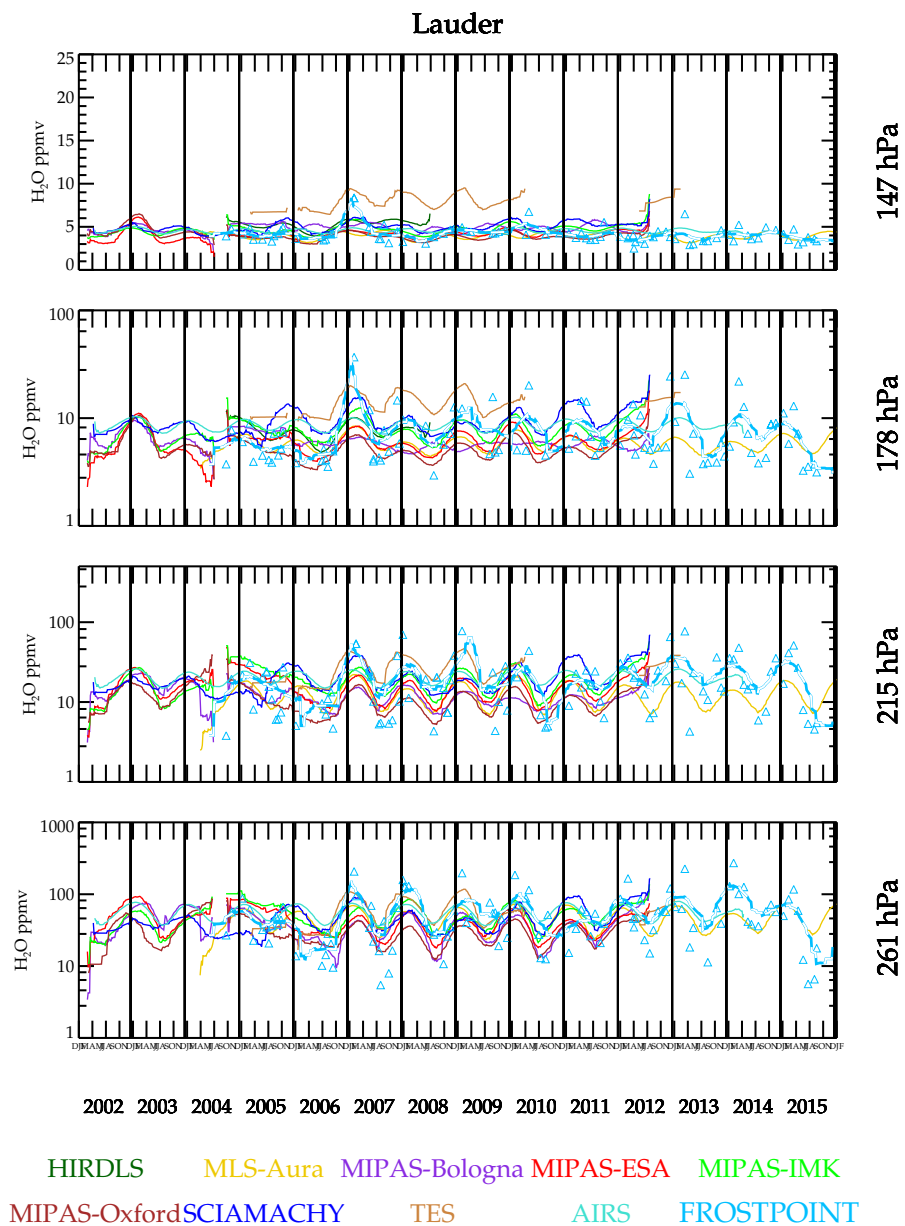 Lauder
25
20
15
10
5
0
H₂O ppmv
147 hPa
100
10
1
H₂O ppmv
178 hPa
100
10
1
H₂O ppmv
215 hPa
1000
100
10
1
H₂O ppmv
261 hPa
2002 2003 2004 2005 2006 2007 2008 2009 2010 2011 2012 2013 2014 2015
HIRDLS MLS-Aura MIPAS-Bologna MIPAS-ESA MIPAS-IMK
MIPAS-Oxford SCIAMACHY TES AIRS FROSTPOINT